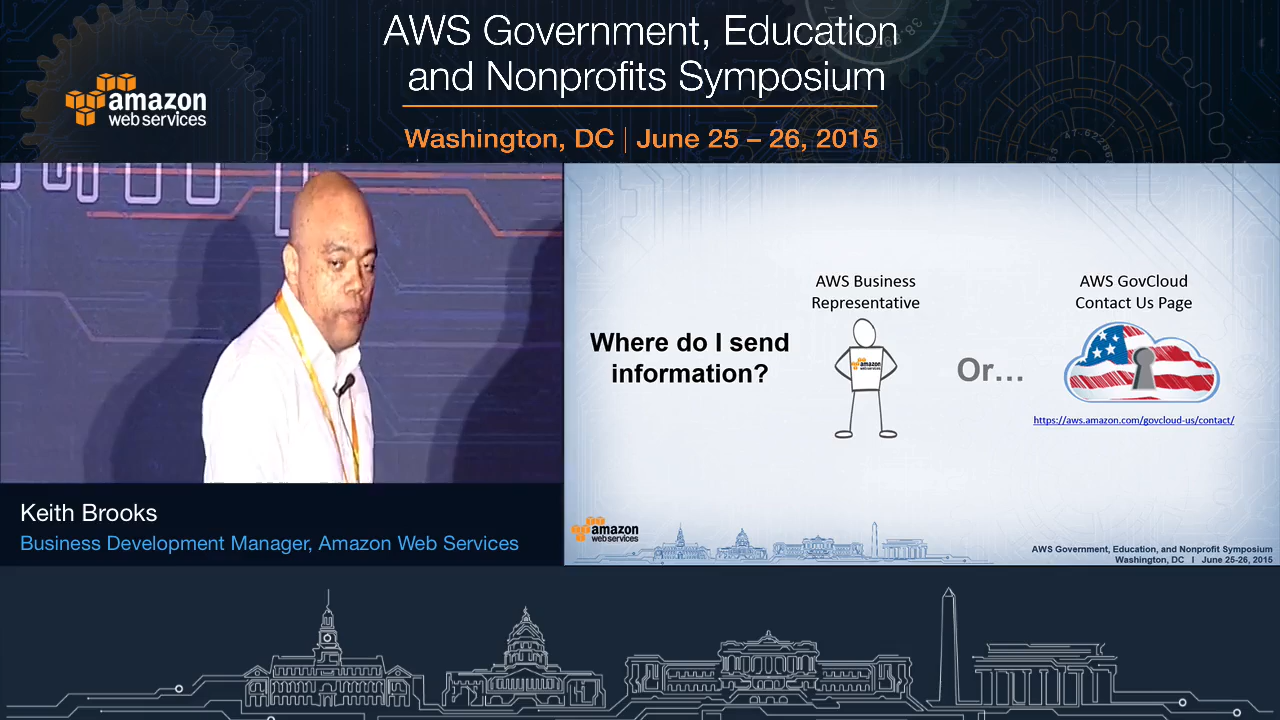 AWS Government, Education
and Nonprofits Symposium
Washington, DC | June 25 – 26, 2015
amazon
web services
AWS Business
Representative
AWS GovCloud
Contact Us Page
Where do I send
information?
amazon
Or...
https://aws.amazon.com/govcloud-us/contact/
amazon
web services
AWS Government, Education, and Nonprofit Symposium
Washington, DC I June 25-26, 2015
Keith Brooks
Business Development Manager, Amazon Web Services